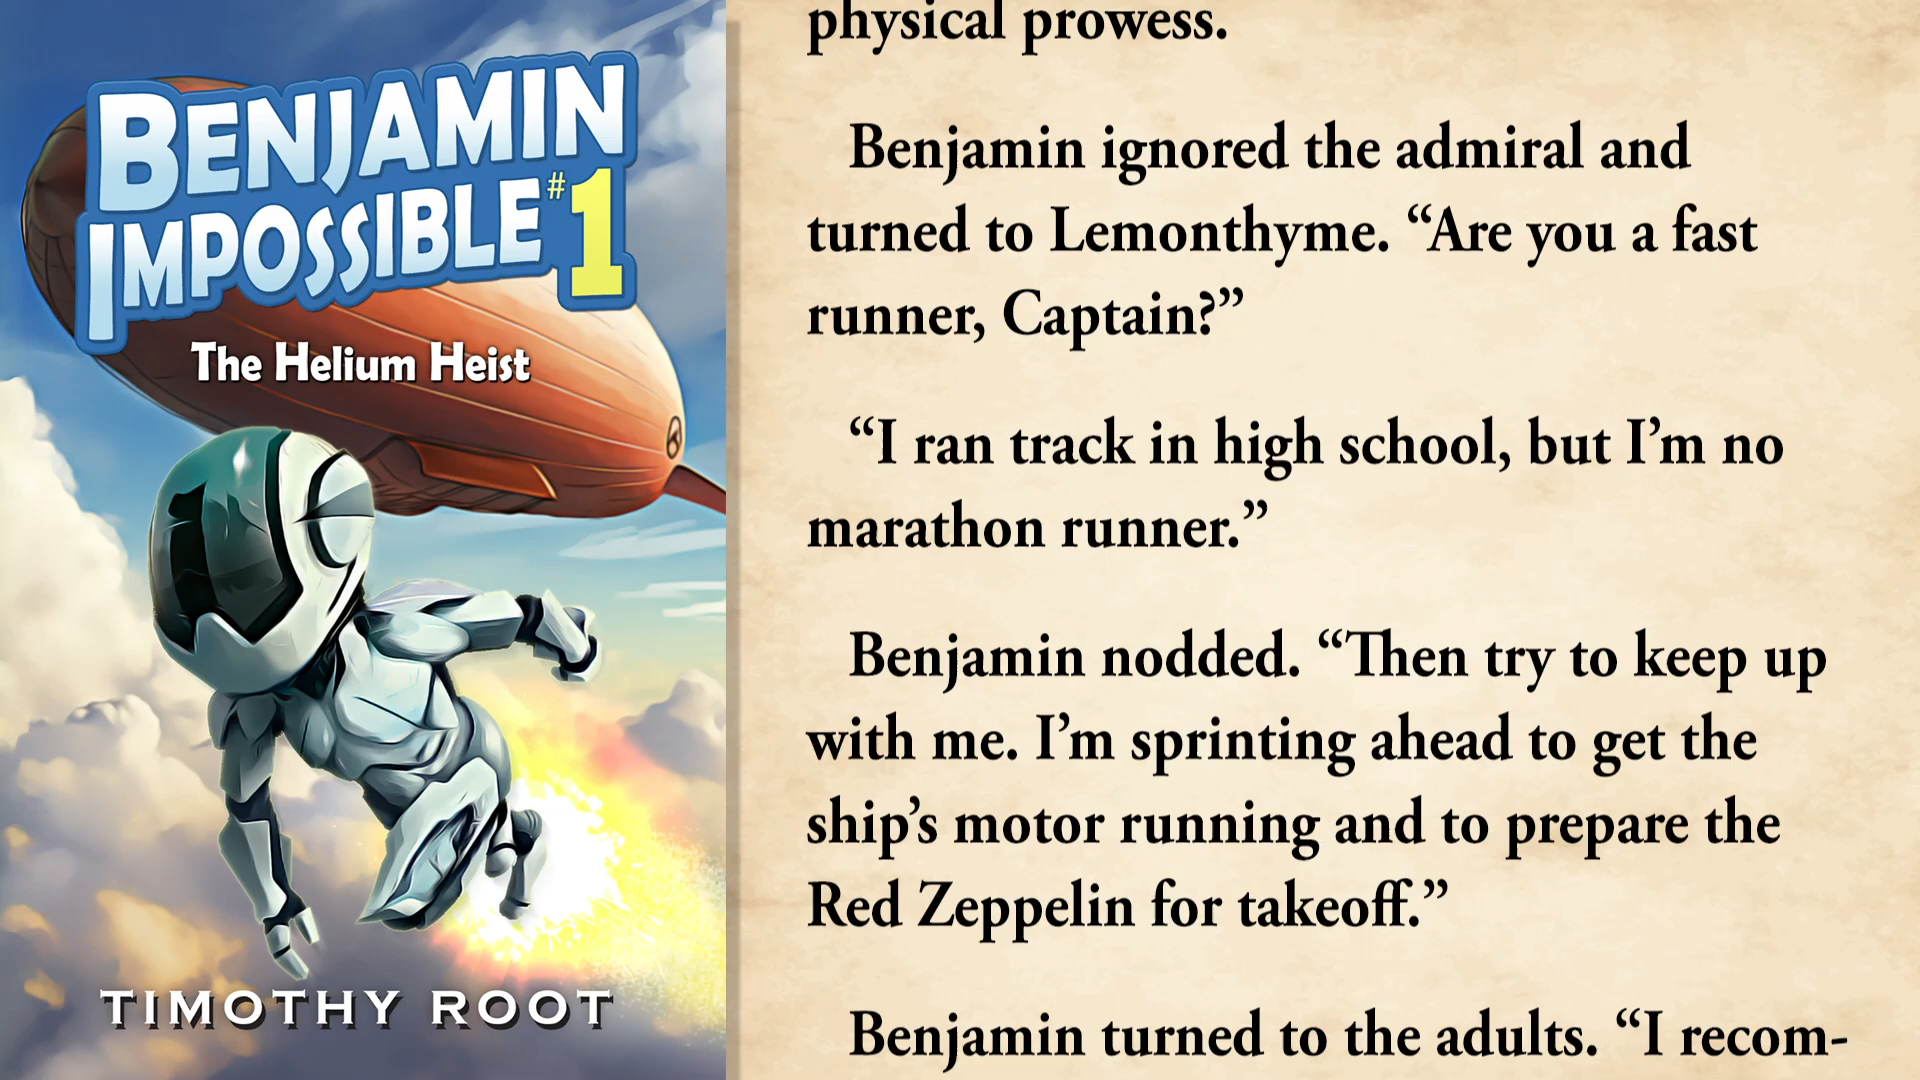 BENJAMIN
IMPOSSIBLE #1
The Helium Heist
TIMOTHY ROOT
physical prowess.
Benjamin ignored the admiral and
turned to Lemonthyme. “Are you a fast
runner, Captain?”
“I ran track in high school, but I’m no
marathon runner.”
Benjamin nodded. “Then try to keep up
with me. I’m sprinting ahead to get the
ship’s motor running and to prepare the
Red Zeppelin for takeoff.”
Benjamin turned to the adults. “I recom-